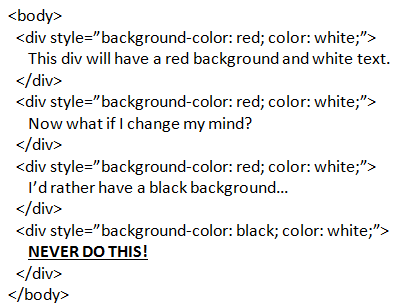 <body>
<div style=”background-color: red; color: white;”>
This div will have a red background and white text.
</div>
<div style=”background-color: red; color: white;”>
Now what if I change my mind?
</div>
<div style=”background-color: red; color: white;”>
I’d rather have a black background…
</div>
<div style=”background-color: black; color: white;”>
NEVER DO THIS!
</div>
</body>